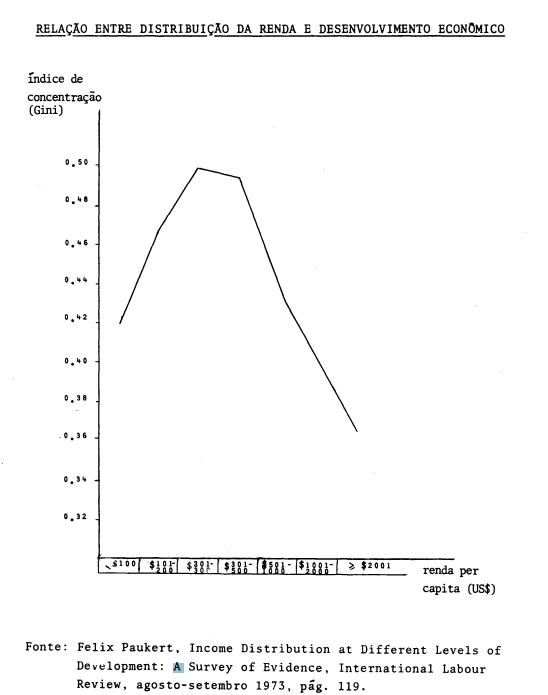 RELAÇÃO ENTRE DISTRIBUIÇÃO DA RENDA E DESENVOLVIMENTO ECONÔMICO
índice de
concentração
(Gini)
0.50
0.48
0.46
0.44
0.42
0.40
0.38
0.36
0.34
0.32
$100 $101-200 $201-300 $301-500 $501-1000 $1001-2000 ≥ $2001
renda per
capita (US$)
Fonte: Felix Paukert, Income Distribution at Different Levels of
Development: A Survey of Evidence, International Labour
Review, agosto-setembro 1973, pág. 119.